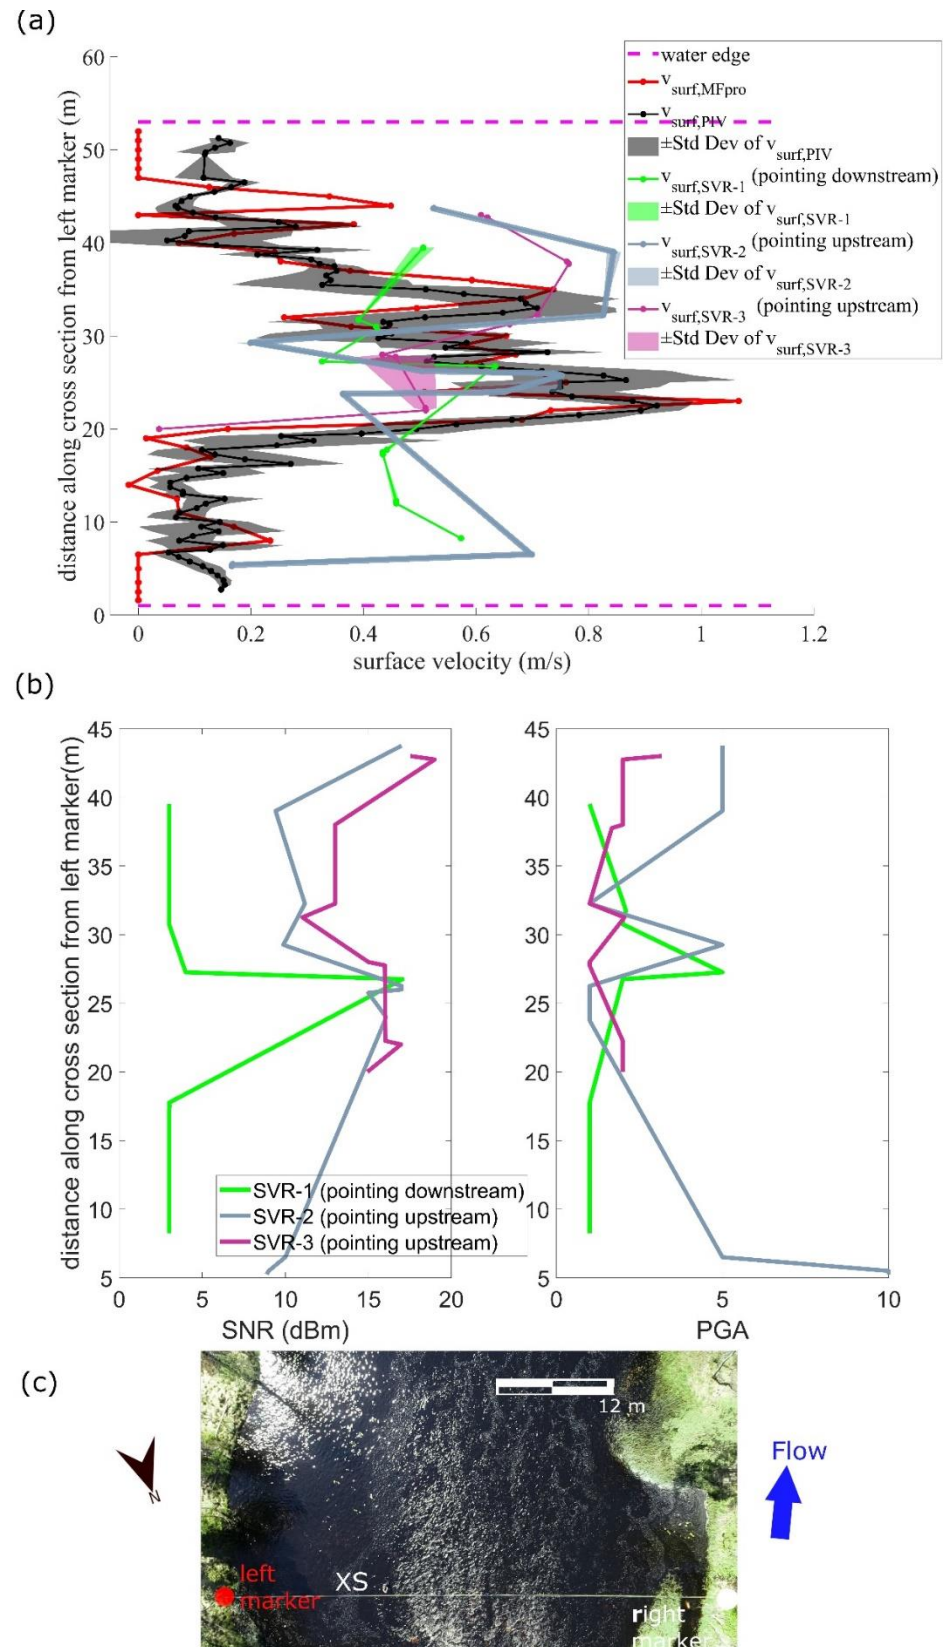 (a)
60
50
40
30
20
10
0
distance along cross section from left marker (m)
0
0.2
0.4
0.6
0.8
1
1.2
surface velocity (m/s)
water edge
v surf,MFpro
v surf,PIV
±Std Dev of v surf,PIV
v surf,SVR-1 (pointing downstream)
±Std Dev of v surf,SVR-1
v surf,SVR-2 (pointing upstream)
±Std Dev of v surf,SVR-2
v surf,SVR-3 (pointing upstream)
±Std Dev of v surf,SVR-3
(b)
distance along cross section from left marker(m)
45
40
35
30
25
20
15
10
5
0
5
10
15
20
SNR (dBm)
SVR-1 (pointing downstream)
SVR-2 (pointing upstream)
SVR-3 (pointing upstream)
45
40
35
30
25
20
15
10
5
0
5
10
PGA
(c)
12 m
N
Flow
left
marker
XS
right
marker